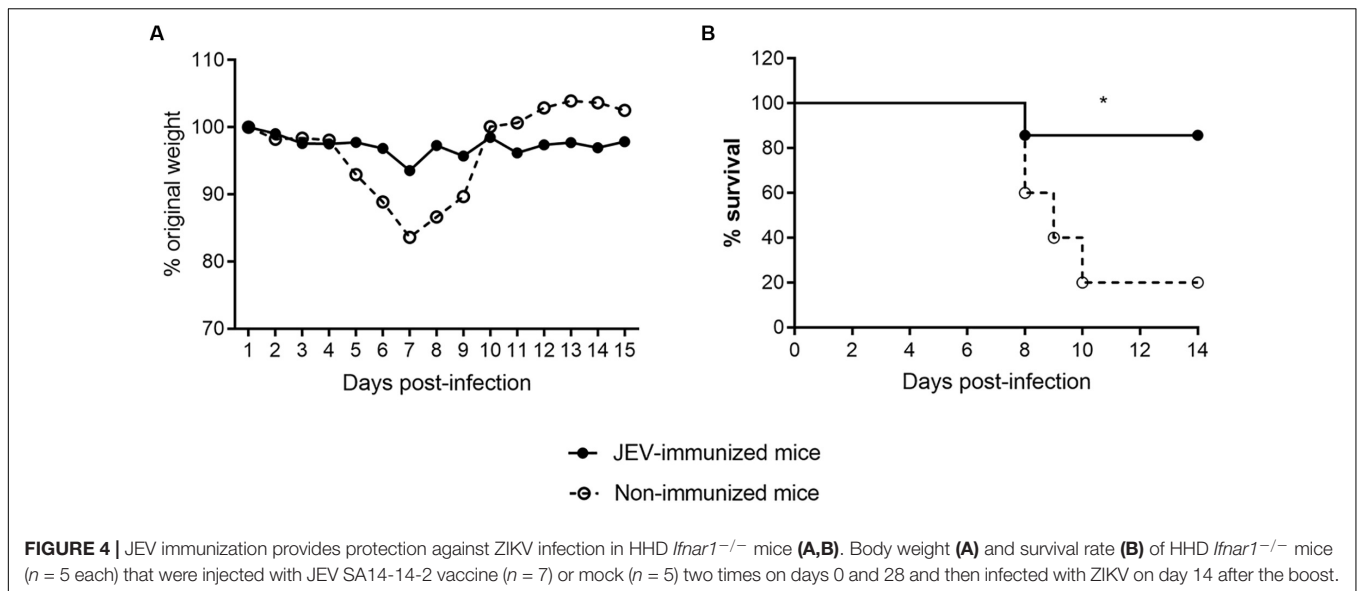 A
B
110
100
90
80
70
% original weight
1 2 3 4 5 6 7 8 9 10 11 12 13 14 15
Days post-infection
120
100
80
60
40
20
0
% survival
*
0 2 4 6 8 10 12 14
Days post-infection
JEV-immunized mice
Non-immunized mice
FIGURE 4 | JEV immunization provides protection against ZIKV infection in HHD Ifnar1−/− mice (A,B). Body weight (A) and survival rate (B) of HHD Ifnar1−/− mice
(n = 5 each) that were injected with JEV SA14-14-2 vaccine (n = 7) or mock (n = 5) two times on days 0 and 28 and then infected with ZIKV on day 14 after the boost.